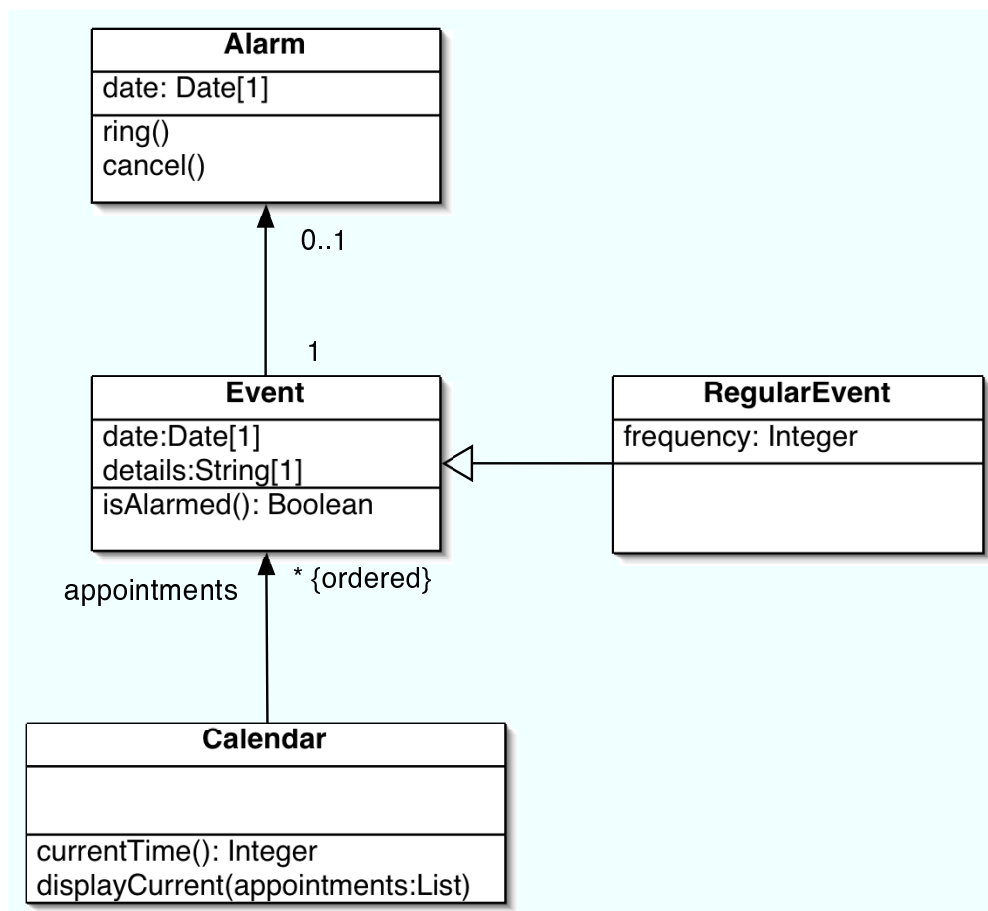 Alarm
date: Date[1]
ring()
cancel()
0..1
1
Event
date:Date[1]
details:String[1]
isAlarmed(): Boolean
RegularEvent
frequency: Integer
appointments
* {ordered}
Calendar
currentTime(): Integer
displayCurrent(appointments:List)